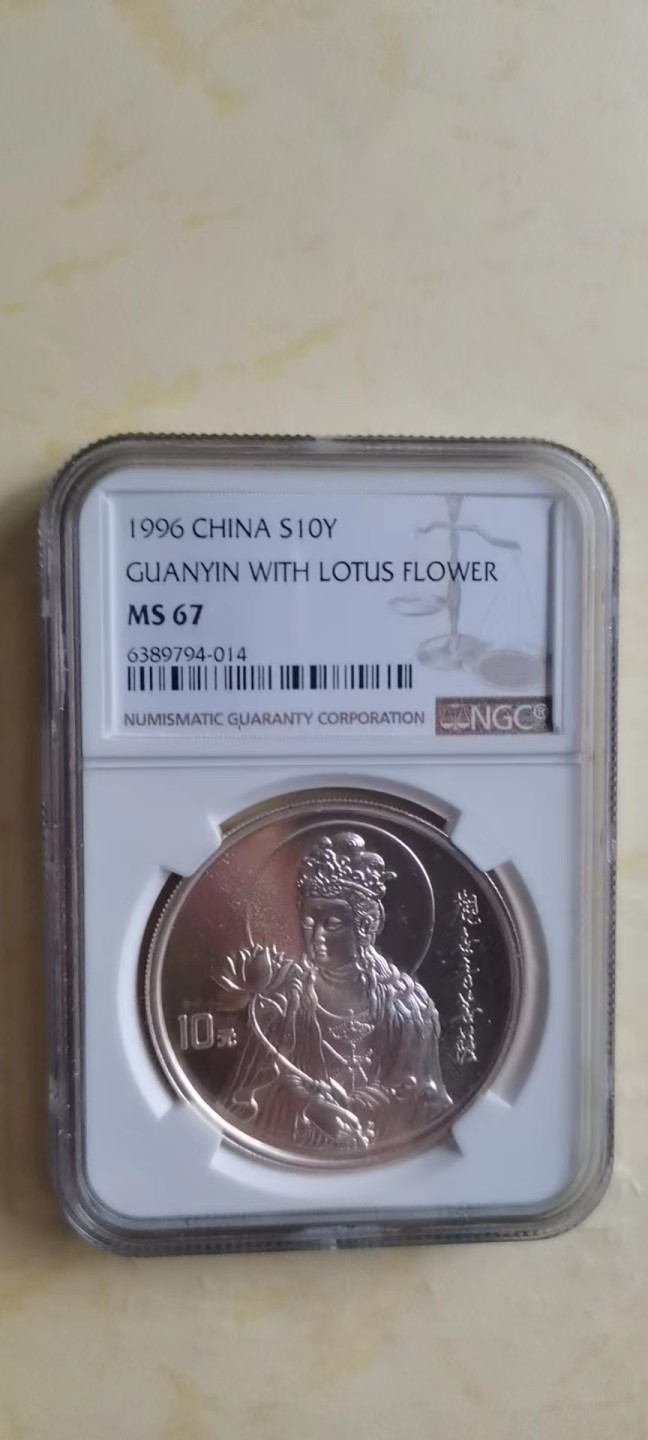 1996 CHINA S10Y
GUANYIN WITH LOTUS FLOWER
MS 67
6389794-014
NUMISMATIC GUARANTY CORPORATION
NGC®
10元